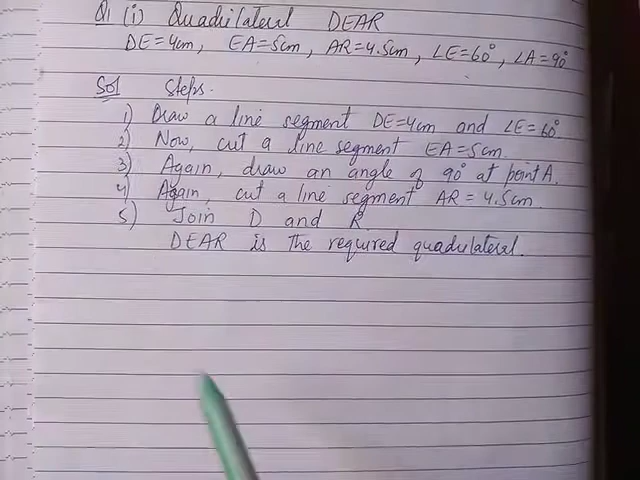 Q1 (i) Quadrilateral DEAR
DE=4cm, EA=5cm, AR=4.5cm, ∠E=60°, ∠A=90°
Sol Steps.
1) Draw a line segment DE=4cm and ∠E=60°.
2) Now, cut a line segment EA=5cm.
3) Again, draw an angle of 90° at point A.
4) Again, cut a line segment AR = 4.5cm.
5) Join D and R.
DEAR is the required quadrilateral.